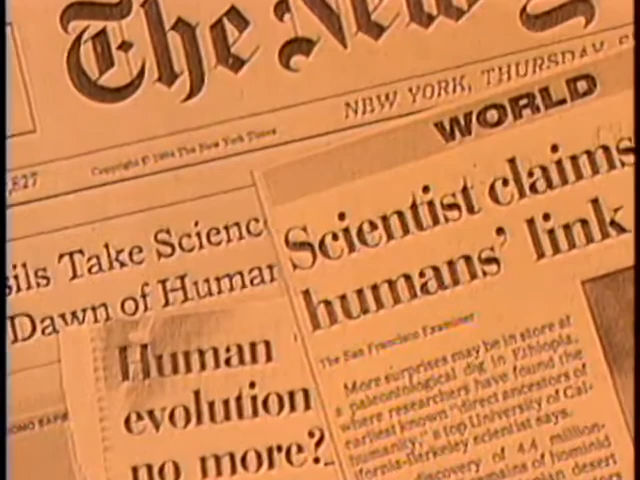 The New
NEW YORK, THURSDAY,
Copyright © 1994 The New York Times
,827
WORLD
Scientist claims
humans' link
The San Francisco Examiner
More surprises may be in store at
a paleontological dig in Ethiopia,
where researchers have found the
earliest known "direct ancestors of
humanity," a top University of Cal-
ifornia-Berkeley scientist says.
discovery of 4.4 million-
remains of hominid
desert
ils Take Scienc
Dawn of Human
Human
evolution
no more?